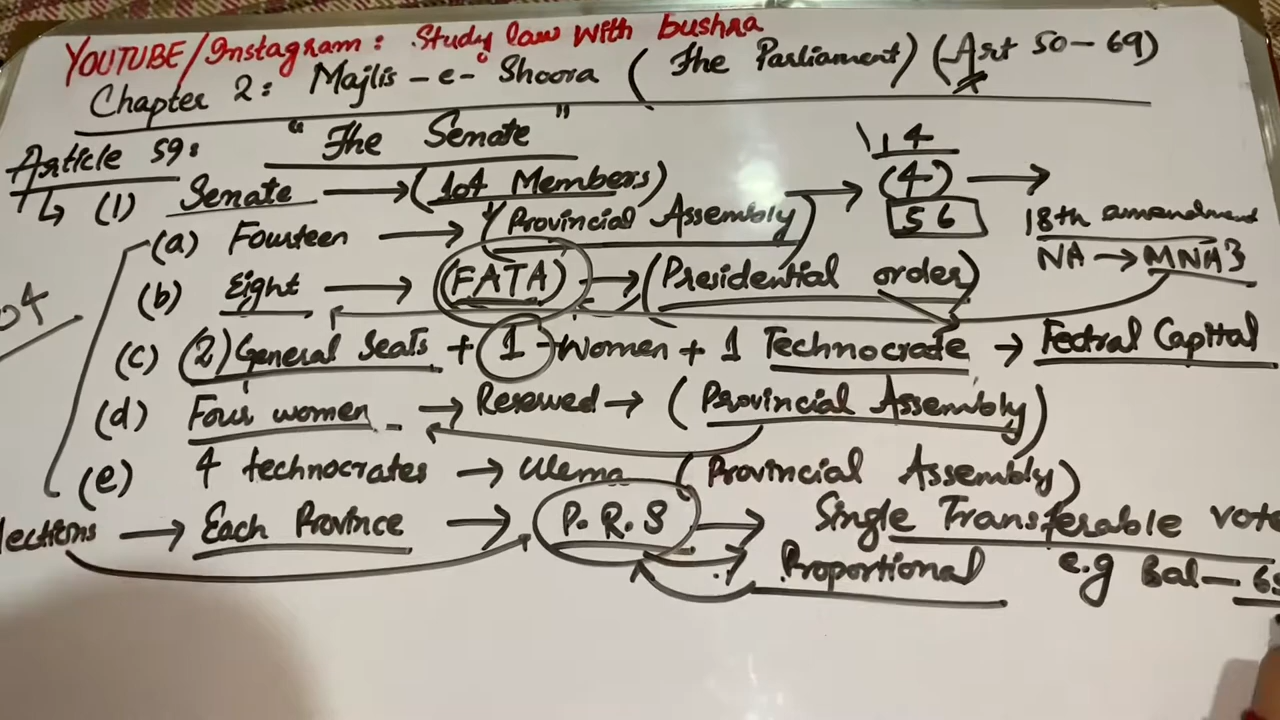 YOUTUBE/Instagram: Study law with bushra
Chapter 2: Majlis-e-Shoora (The Parliament) (Art 50-69)
Article 59: "The Senate"
14
(1) Senate → (104 Members) → (4) →
56
(a) Fourteen → (Provincial Assembly)
18th amendment
(b) Eight → (FATA) → (Presidential order)
NA → MNA's
04
(c) (2) General Seats + 1 - Women + 1 Technocrate → Fedral Capital
(d) Four women → Reserved → (Provincial Assembly)
(e) 4 technocrates → Ulema (Provincial Assembly)
lections → Each Province → P.R.S → Single Transferable vote
→ Proportional e.g Bal - 6